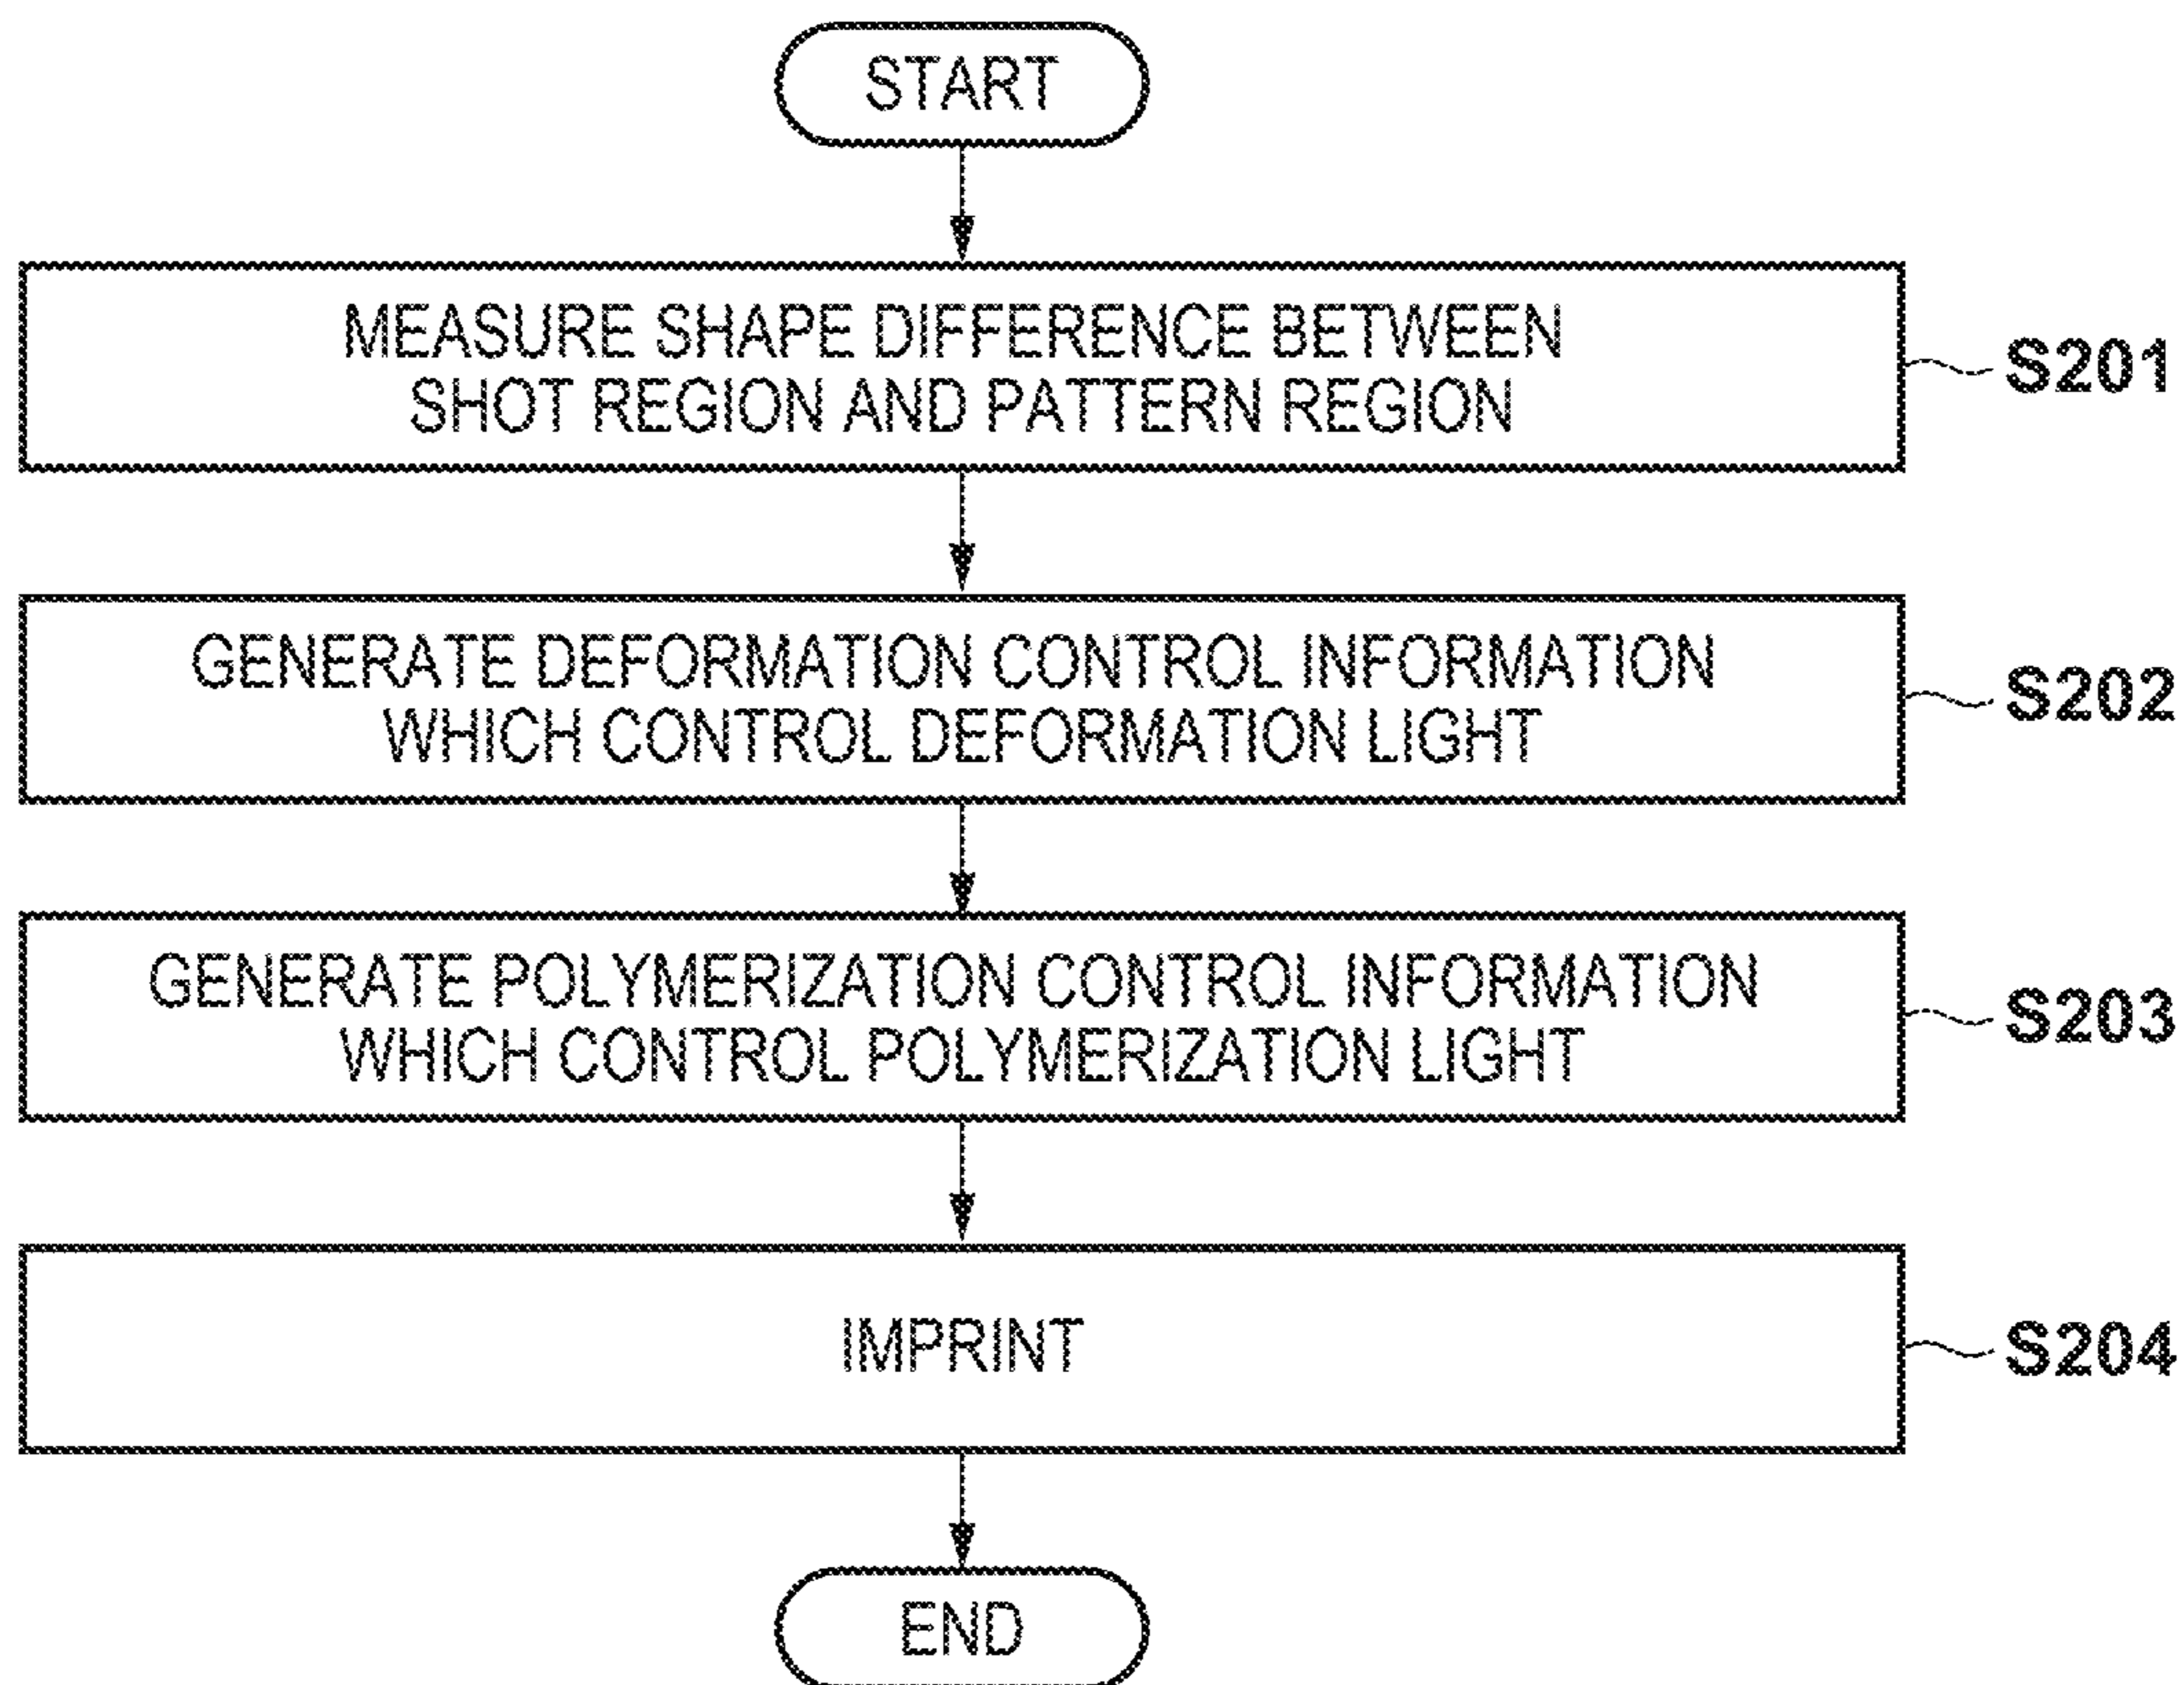 START
MEASURE SHAPE DIFFERENCE BETWEEN
SHOT REGION AND PATTERN REGION
S201
GENERATE DEFORMATION CONTROL INFORMATION
WHICH CONTROL DEFORMATION LIGHT
S202
GENERATE POLYMERIZATION CONTROL INFORMATION
WHICH CONTROL POLYMERIZATION LIGHT
S203
IMPRINT
S204
END